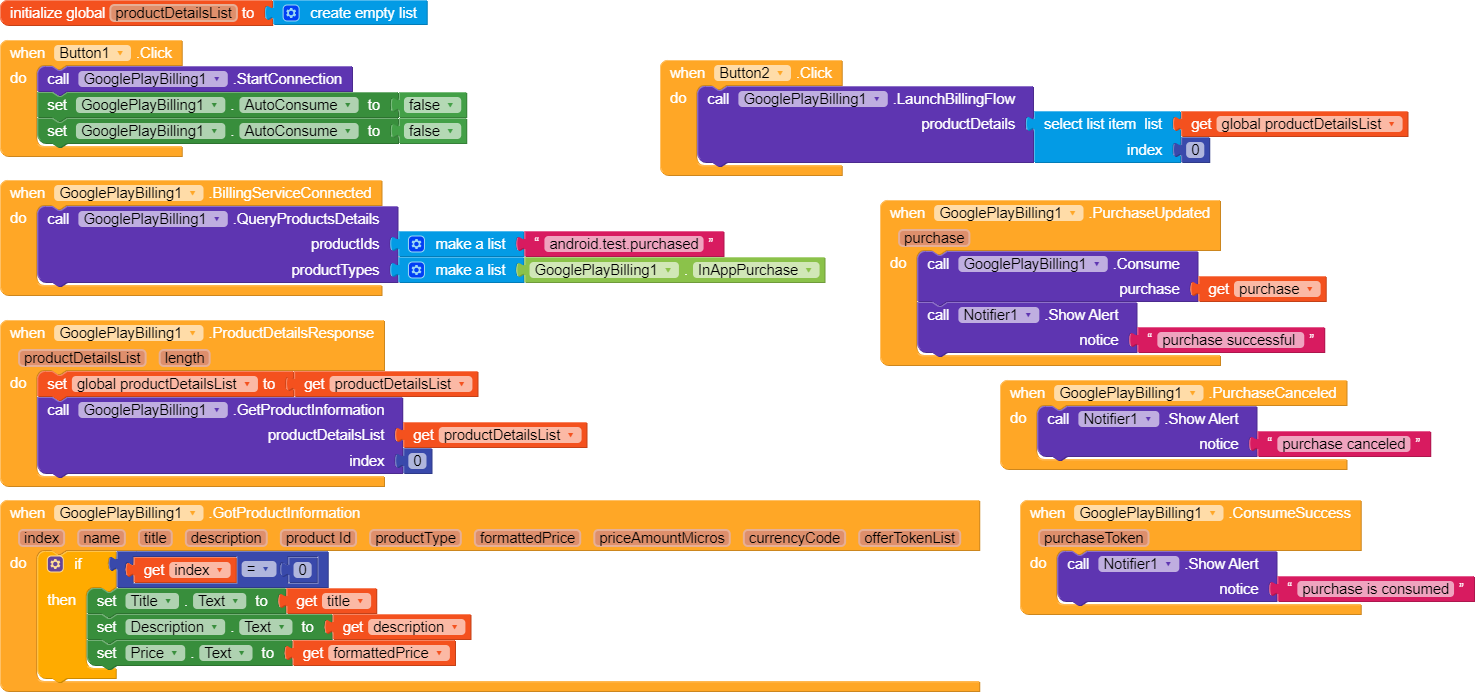 initialize global productDetailsList to create empty list
when Button1 .Click
do call GooglePlayBilling1 .StartConnection
set GooglePlayBilling1 . AutoConsume to false
set GooglePlayBilling1 . AutoConsume to false
when Button2 .Click
do call GooglePlayBilling1 .LaunchBillingFlow
productDetails select list item list get global productDetailsList
index 0
when GooglePlayBilling1 .BillingServiceConnected
do call GooglePlayBilling1 .QueryProductsDetails
productIds make a list “ android.test.purchased ”
productTypes make a list GooglePlayBilling1 . InAppPurchase
when GooglePlayBilling1 .PurchaseUpdated
purchase
do call GooglePlayBilling1 .Consume
purchase get purchase
call Notifier1 .Show Alert
notice “ purchase successful ”
when GooglePlayBilling1 .ProductDetailsResponse
productDetailsList length
do set global productDetailsList to get productDetailsList
call GooglePlayBilling1 .GetProductInformation
productDetailsList get productDetailsList
index 0
when GooglePlayBilling1 .PurchaseCanceled
do call Notifier1 .Show Alert
notice “ purchase canceled ”
when GooglePlayBilling1 .GotProductInformation
index name title description product Id productType formattedPrice priceAmountMicros currencyCode offerTokenList
do if get index = 0
then set Title . Text to get title
set Description . Text to get description
set Price . Text to get formattedPrice
when GooglePlayBilling1 .ConsumeSuccess
purchaseToken
do call Notifier1 .Show Alert
notice “ purchase is consumed ”